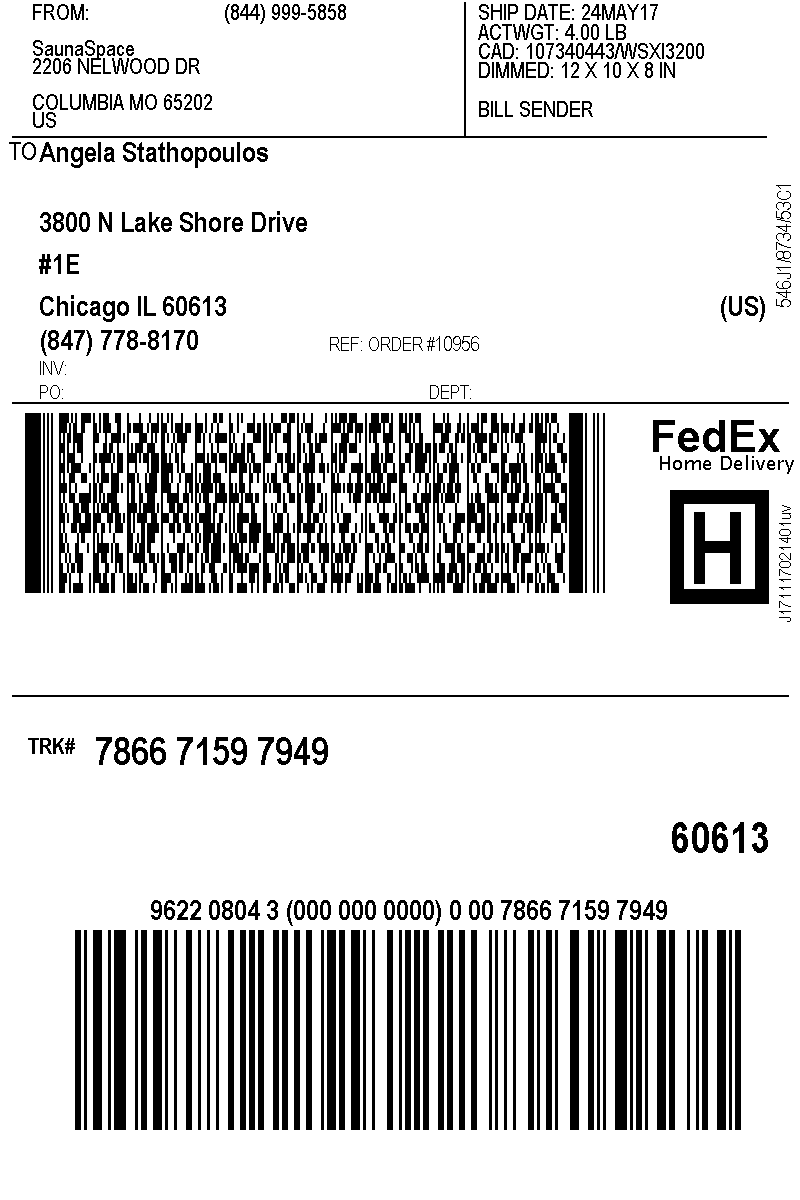 FROM: (844) 999-5858
SaunaSpace
2206 NELWOOD DR
COLUMBIA MO 65202
US
SHIP DATE: 24MAY17
ACTWGT: 4.00 LB
CAD: 107340443/WSXI3200
DIMMED: 12 X 10 X 8 IN
BILL SENDER
TO Angela Stathopoulos
3800 N Lake Shore Drive
#1E
Chicago IL 60613 (US)
(847) 778-8170 REF: ORDER #10956
INV:
PO: DEPT:
546J1/8734/53C1
FedEx
Home Delivery
H
J171117021401uv
TRK# 7866 7159 7949
60613
9622 0804 3 (000 000 0000) 0 00 7866 7159 7949